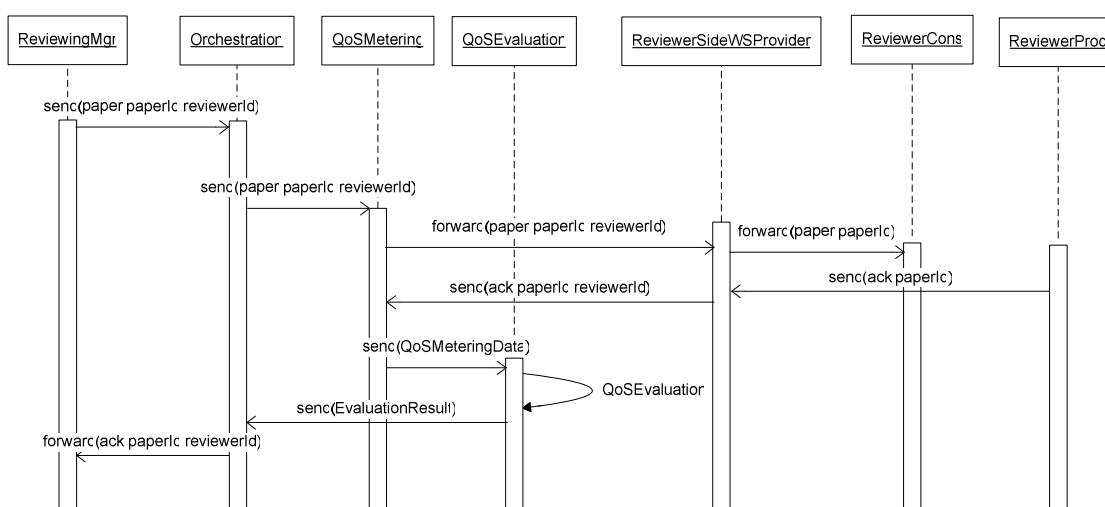 ReviewingMgr
Orchestration
QoSMetering
QoSEvaluation
ReviewerSideWSProvider
ReviewerCons
ReviewerProd
send(paper paperId reviewerId)
send(paper paperId reviewerId)
forward(paper paperId reviewerId)
forward(paper paperId)
send(ack paperId)
send(ack paperId reviewerId)
send(QoSMeteringData)
QoSEvaluation
send(EvaluationResult)
forward(ack paperId reviewerId)